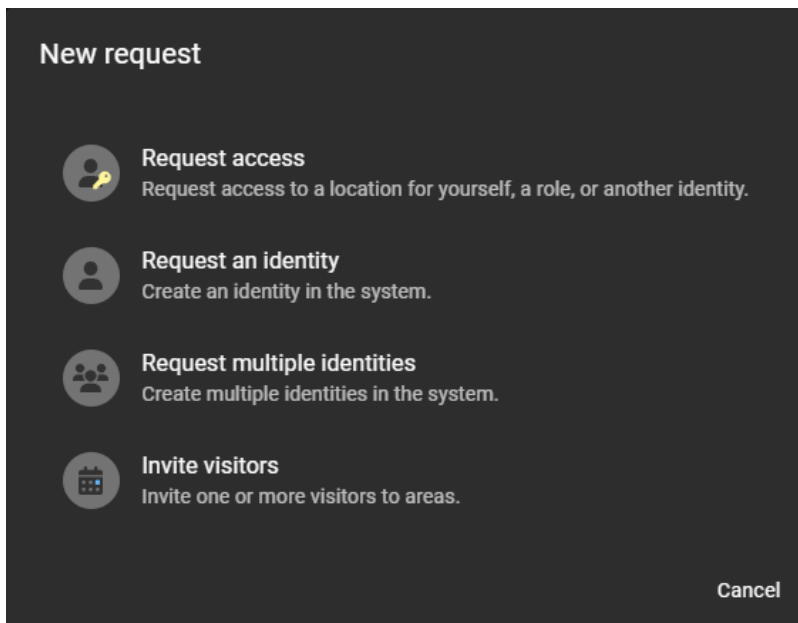 New request
Request access
Request access to a location for yourself, a role, or another identity.
Request an identity
Create an identity in the system.
Request multiple identities
Create multiple identities in the system.
Invite visitors
Invite one or more visitors to areas.
Cancel